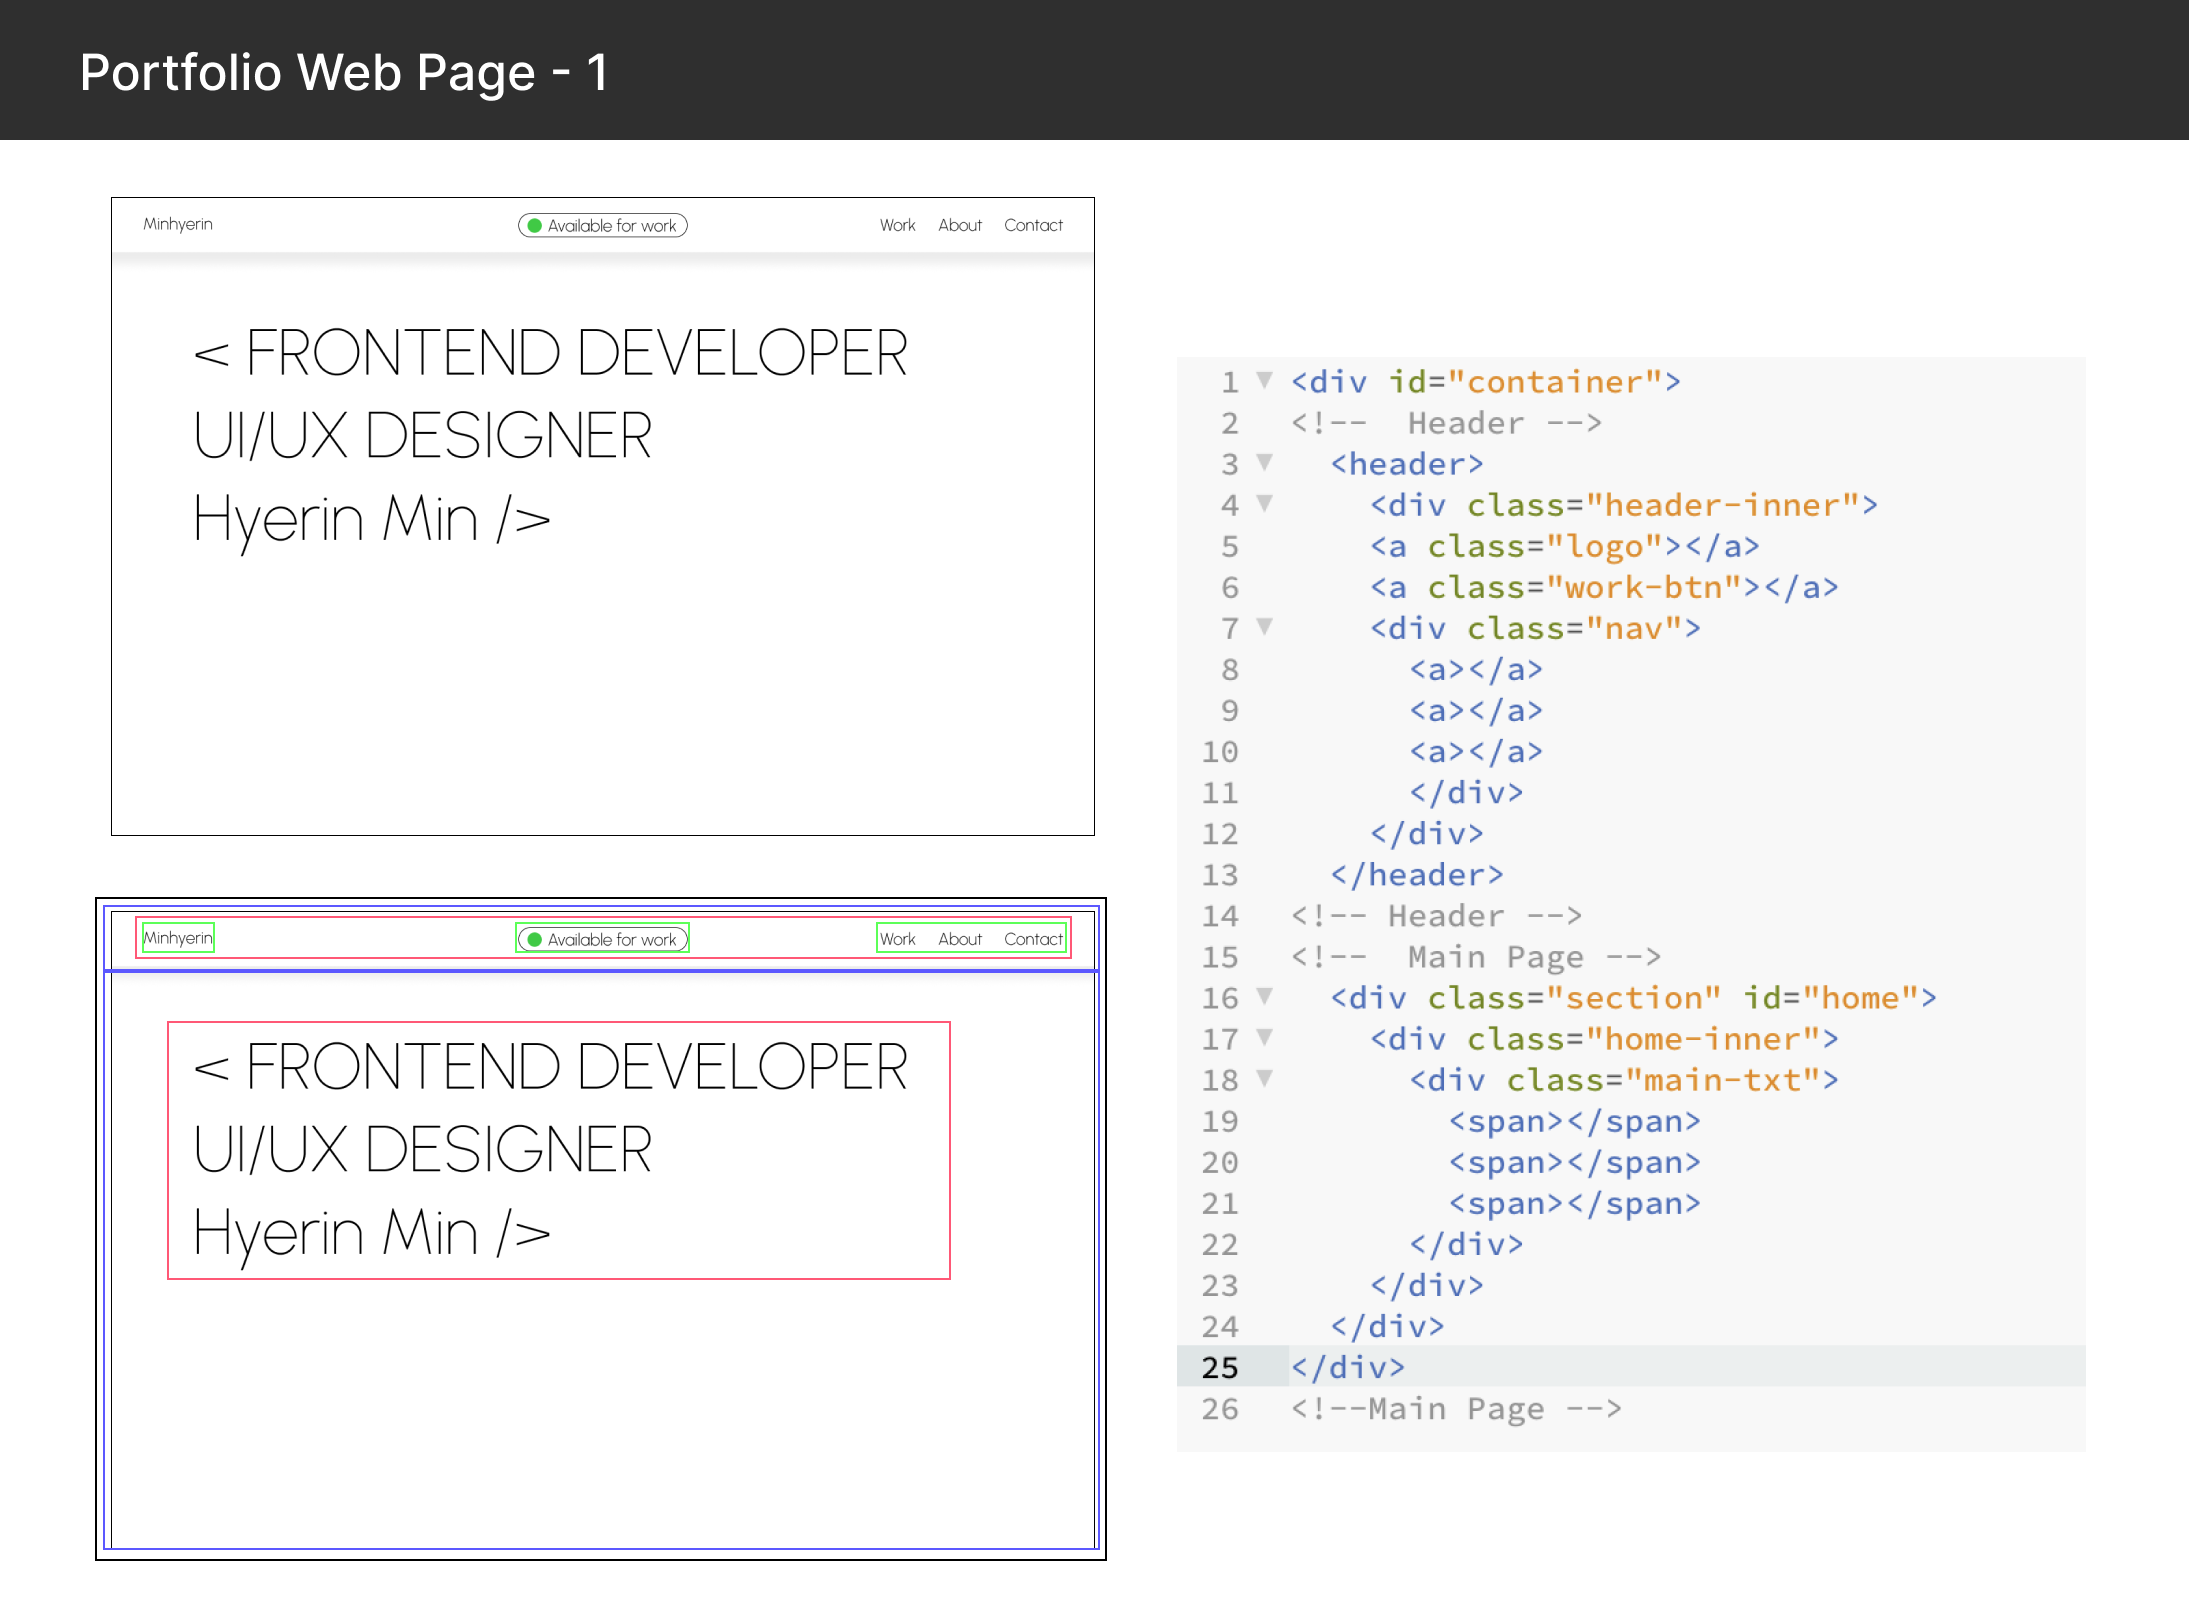 Portfolio Web Page - 1
Minhyerin
Available for work
Work About Contact
< FRONTEND DEVELOPER
UI/UX DESIGNER
Hyerin Min />
Minhyerin
Available for work
Work About Contact
< FRONTEND DEVELOPER
UI/UX DESIGNER
Hyerin Min />
1 <div id="container">
2 <!--  Header -->
3   <header>
4     <div class="header-inner">
5     <a class="logo"></a>
6     <a class="work-btn"></a>
7     <div class="nav">
8       <a></a>
9       <a></a>
10       <a></a>
11       </div>
12     </div>
13   </header>
14 <!-- Header -->
15 <!--  Main Page -->
16   <div class="section" id="home">
17     <div class="home-inner">
18       <div class="main-txt">
19         <span></span>
20         <span></span>
21         <span></span>
22       </div>
23     </div>
24   </div>
25 </div>
26 <!--Main Page -->